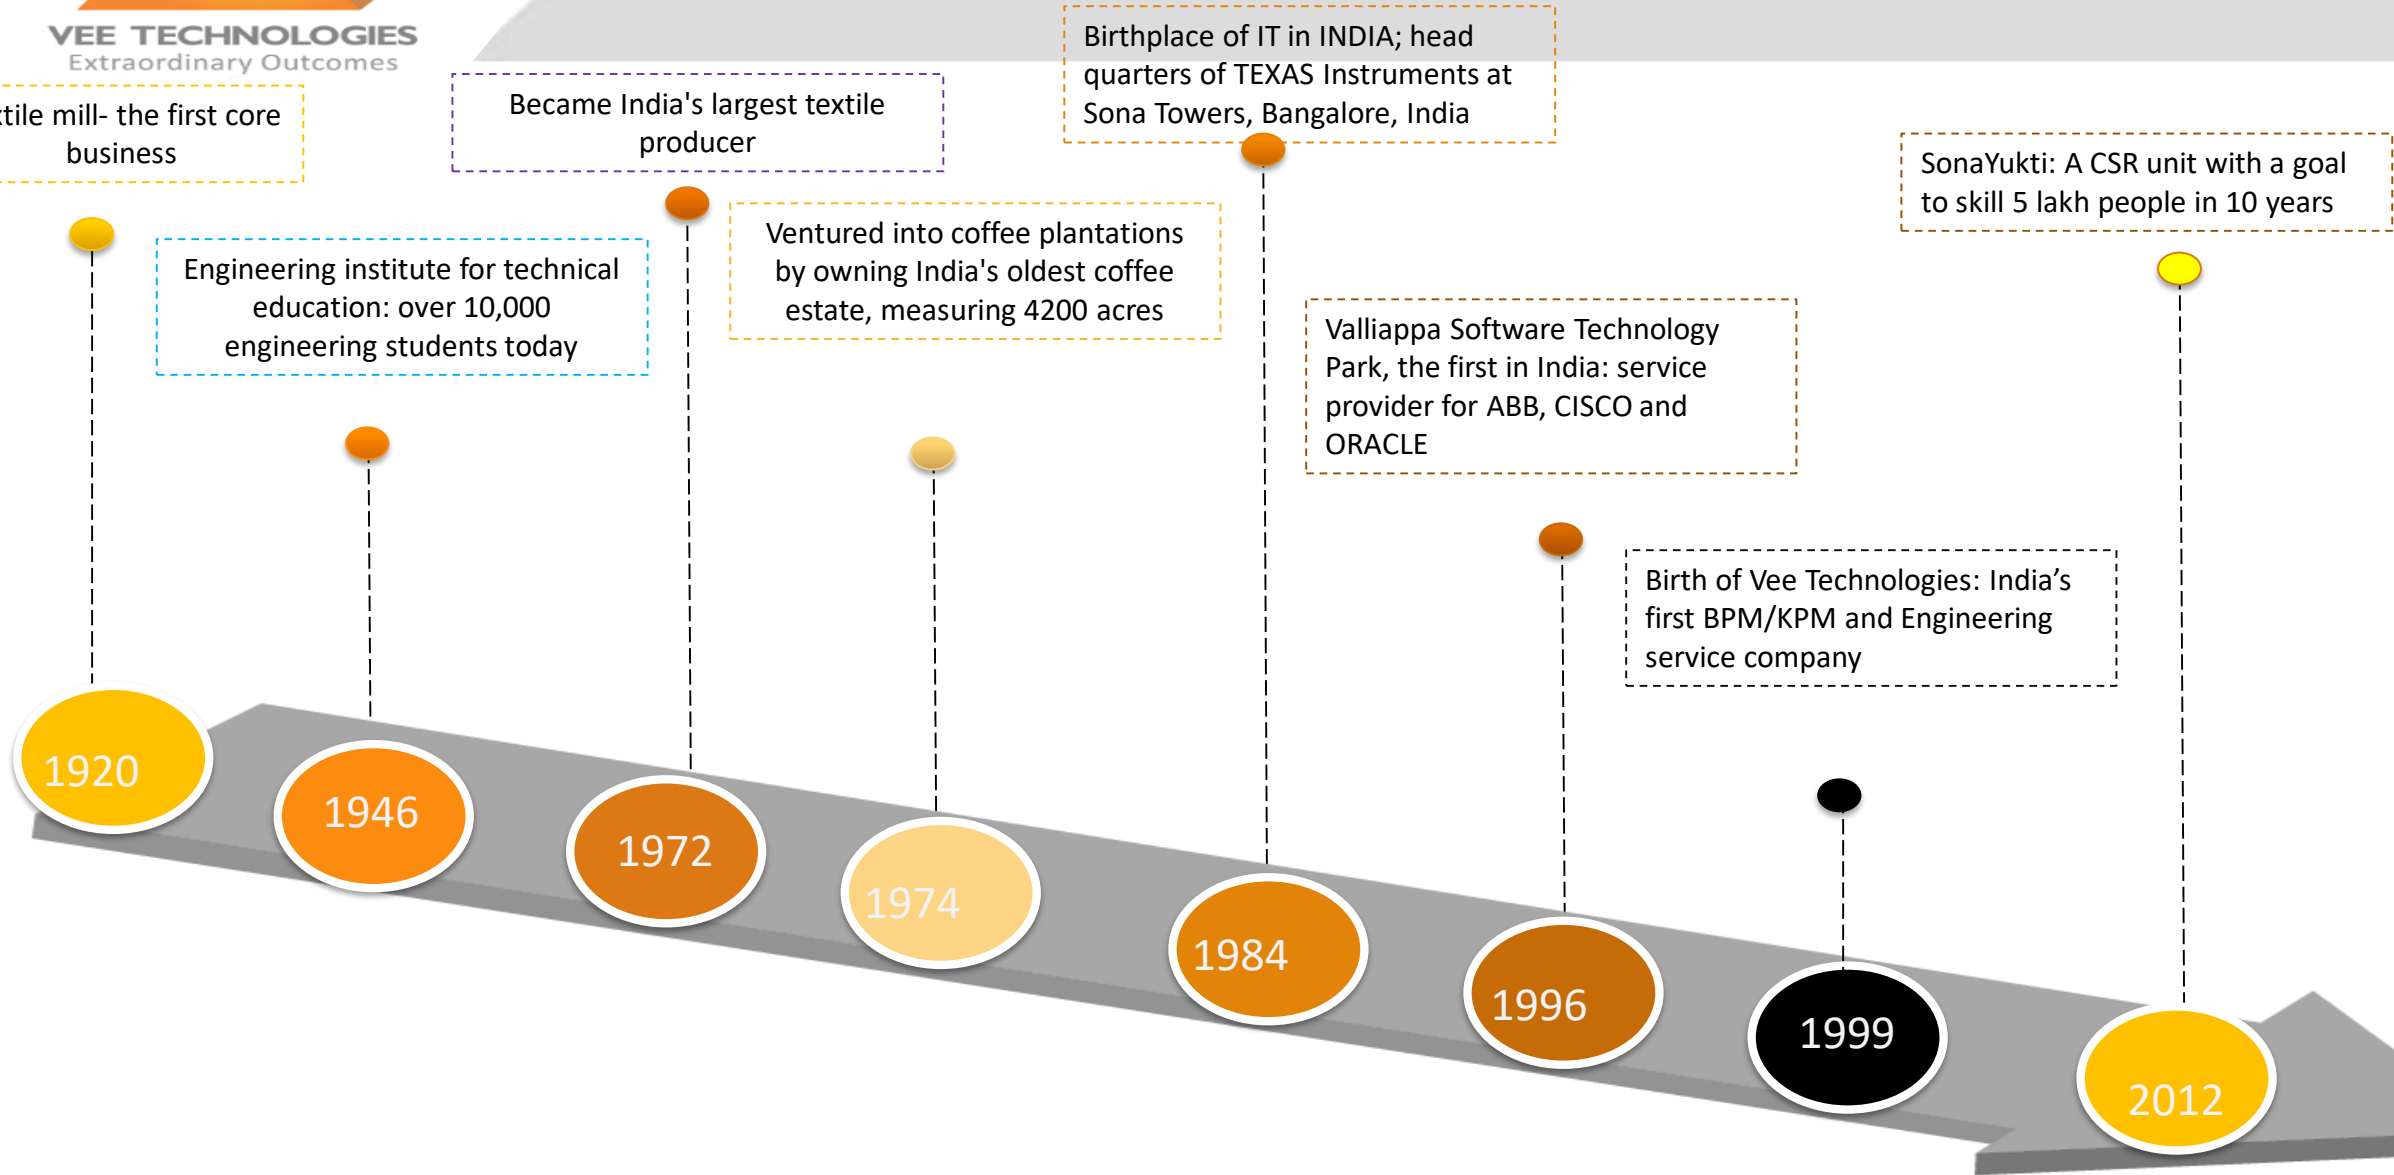 VEE TECHNOLOGIES
Extraordinary Outcomes
mill- the first core
business
Engineering institute for technical
education: over 10,000
engineering students today
Became India's largest textile
producer
Ventured into coffee plantations
by owning India's oldest coffee
estate, measuring 4200 acres
Birthplace of IT in INDIA; head
quarters of TEXAS Instruments at
Sona Towers, Bangalore, India
Valliappa Software Technology
Park, the first in India: service
provider for ABB, CISCO and
ORACLE
Birth of Vee Technologies: India’s
first BPM/KPM and Engineering
service company
SonaYukti: A CSR unit with a goal
to skill 5 lakh people in 10 years
1920
1946
1972
1974
1984
1996
1999
2012